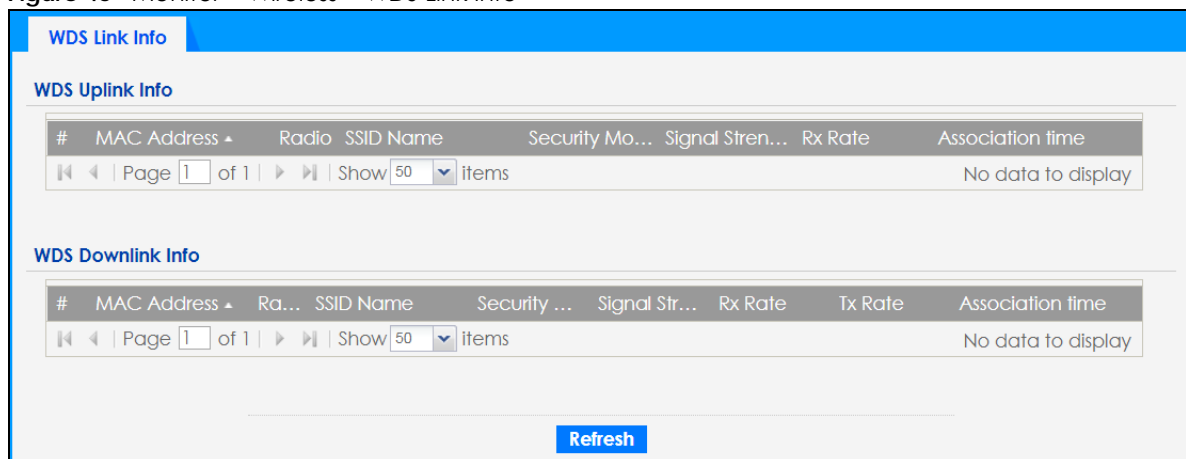 WDS Link Info
WDS Uplink Info
# MAC Address Radio SSID Name Security Mo... Signal Stren... Rx Rate Association time
Page 1 of 1 Show 50 items No data to display
WDS Downlink Info
# MAC Address Ra... SSID Name Security ... Signal Str... Rx Rate Tx Rate Association time
Page 1 of 1 Show 50 items No data to display
Refresh